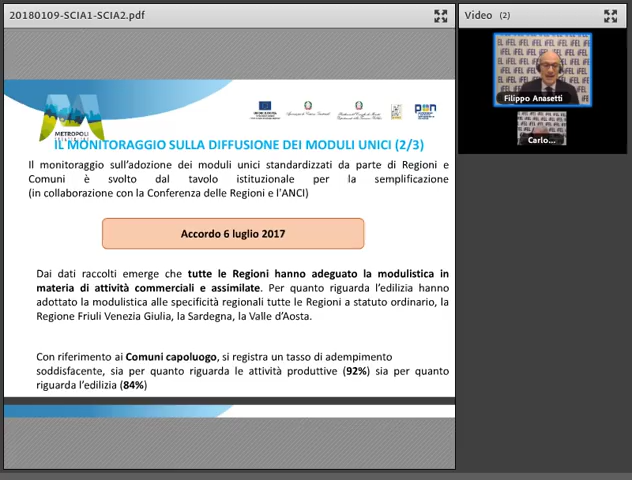 20180109-SCIA1-SCIA2.pdf
Video (2)
iFEL iFEL iFEL
Filippo Anasetti
Carlo...
METROPOLI
PON
IL MONITORAGGIO SULLA DIFFUSIONE DEI MODULI UNICI (2/3)
Il monitoraggio sull'adozione dei moduli unici standardizzati da parte di Regioni e
Comuni è svolto dal tavolo istituzionale per la semplificazione
(in collaborazione con la Conferenza delle Regioni e l'ANCI)
Accordo 6 luglio 2017
Dai dati raccolti emerge che tutte le Regioni hanno adeguato la modulistica in
materia di attività commerciali e assimilate. Per quanto riguarda l'edilizia hanno
adottato la modulistica alle specificità regionali tutte le Regioni a statuto ordinario, la
Regione Friuli Venezia Giulia, la Sardegna, la Valle d'Aosta.
Con riferimento ai Comuni capoluogo, si registra un tasso di adempimento
soddisfacente, sia per quanto riguarda le attività produttive (92%) sia per quanto
riguarda l'edilizia (84%)